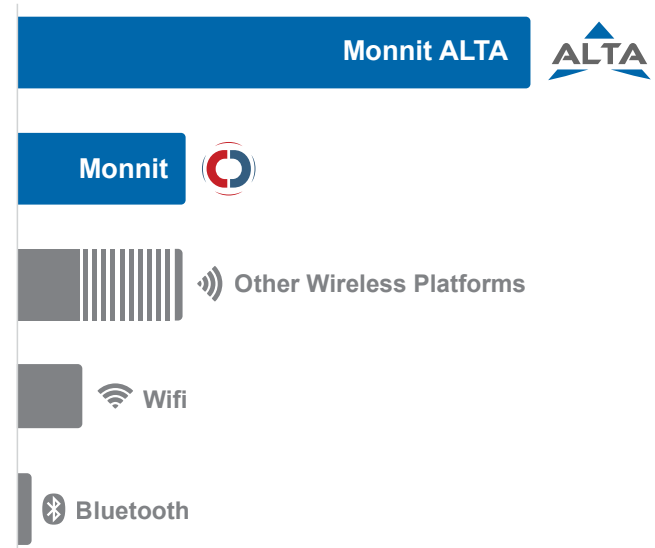 Monnit ALTA
ALTA
Monnit
Other Wireless Platforms
Wifi
Bluetooth